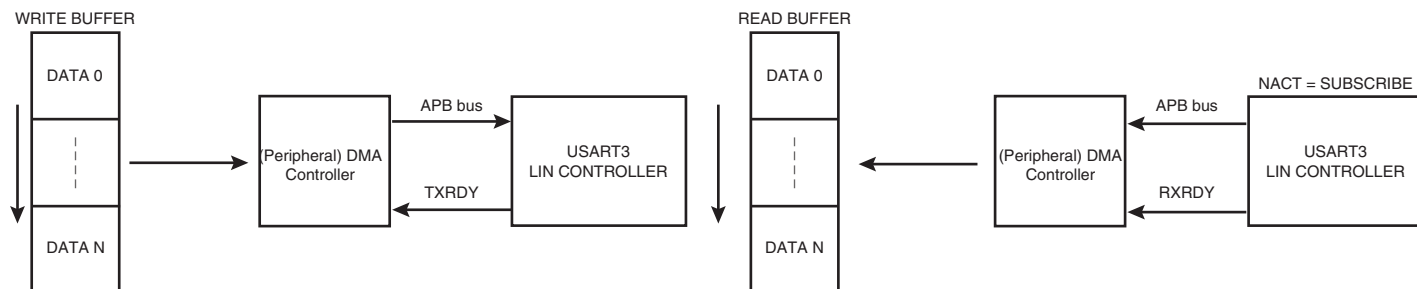 WRITE BUFFER
DATA 0
DATA N
(Peripheral) DMA
Controller
APB bus
TXRDY
USART3
LIN CONTROLLER
READ BUFFER
DATA 0
DATA N
(Peripheral) DMA
Controller
APB bus
RXRDY
NACT = SUBSCRIBE
USART3
LIN CONTROLLER